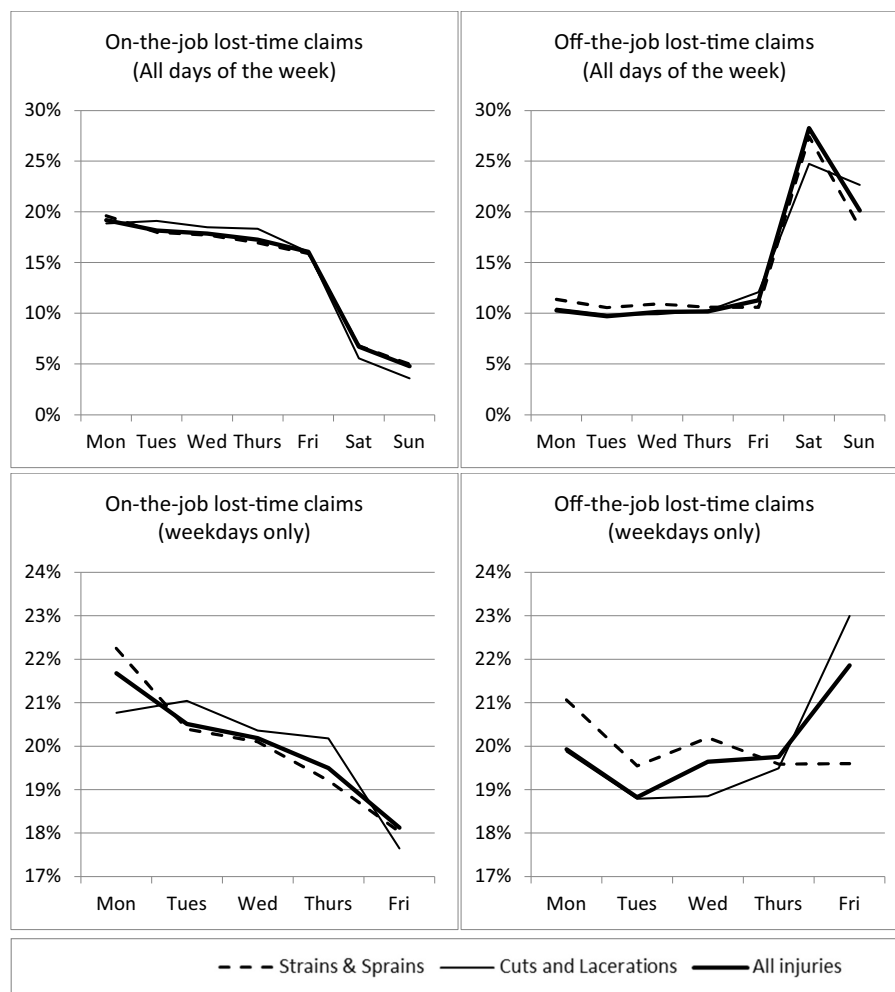 On-the-job lost-time claims
(All days of the week)
30%
25%
20%
15%
10%
5%
0%
Mon Tues Wed Thurs Fri Sat Sun
Off-the-job lost-time claims
(All days of the week)
30%
25%
20%
15%
10%
5%
0%
Mon Tues Wed Thurs Fri Sat Sun
On-the-job lost-time claims
(weekdays only)
24%
23%
22%
21%
20%
19%
18%
17%
Mon Tues Wed Thurs Fri
Off-the-job lost-time claims
(weekdays only)
24%
23%
22%
21%
20%
19%
18%
17%
Mon Tues Wed Thurs Fri
Strains & Sprains Cuts and Lacerations All injuries